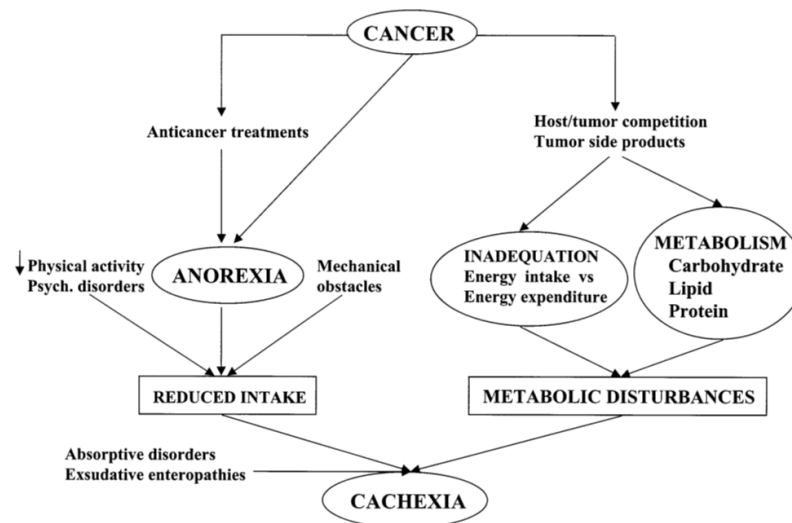 CANCER
Anticancer treatments
Host/tumor competition
Tumor side products
↓ Physical activity
Psych. disorders
ANOREXIA
Mechanical
obstacles
INADEQUATION
Energy intake vs
Energy expenditure
METABOLISM
Carbohydrate
Lipid
Protein
REDUCED INTAKE
METABOLIC DISTURBANCES
Absorptive disorders
Exsudative enteropathies
CACHEXIA